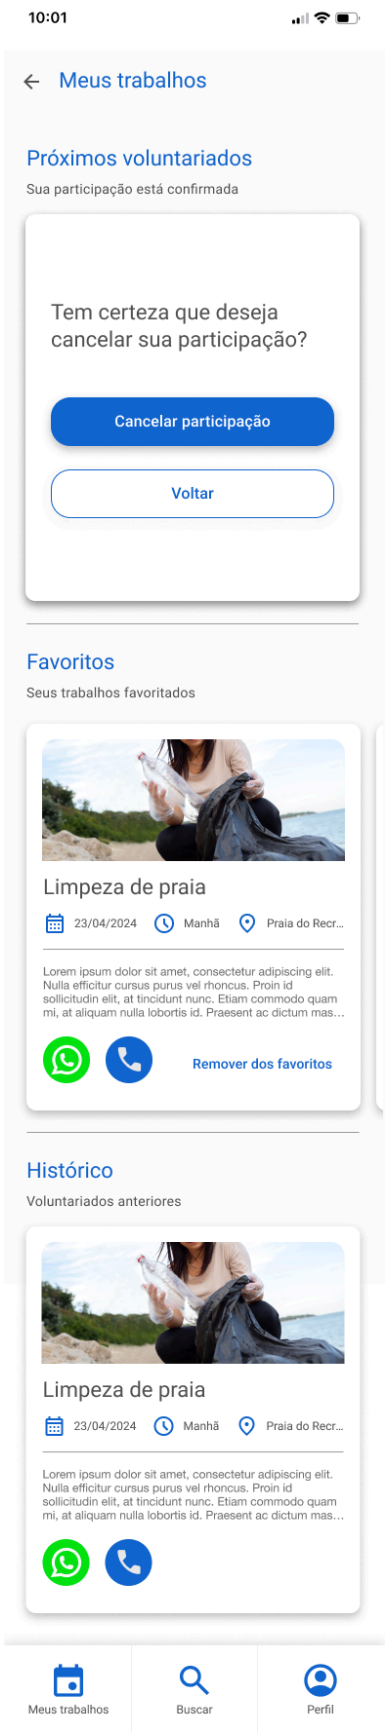 10:01
Meus trabalhos
Próximos voluntariados
Sua participação está confirmada
Tem certeza que deseja
cancelar sua participação?
Cancelar participação
Voltar
Favoritos
Seus trabalhos favoritados
Limpeza de praia
23/04/2024 Manhã Praia do Recr...
Lorem ipsum dolor sit amet, consectetur adipiscing elit.
Nulla efficitur cursus purus vel rhoncus. Proin id
sollicitudin elit, at tincidunt nunc. Etiam commodo quam
mi, at aliquam nulla lobortis id. Praesent ac dictum mas...
Remover dos favoritos
Histórico
Voluntariados anteriores
Limpeza de praia
23/04/2024 Manhã Praia do Recr...
Lorem ipsum dolor sit amet, consectetur adipiscing elit.
Nulla efficitur cursus purus vel rhoncus. Proin id
sollicitudin elit, at tincidunt nunc. Etiam commodo quam
mi, at aliquam nulla lobortis id. Praesent ac dictum mas...
Meus trabalhos Buscar Perfil